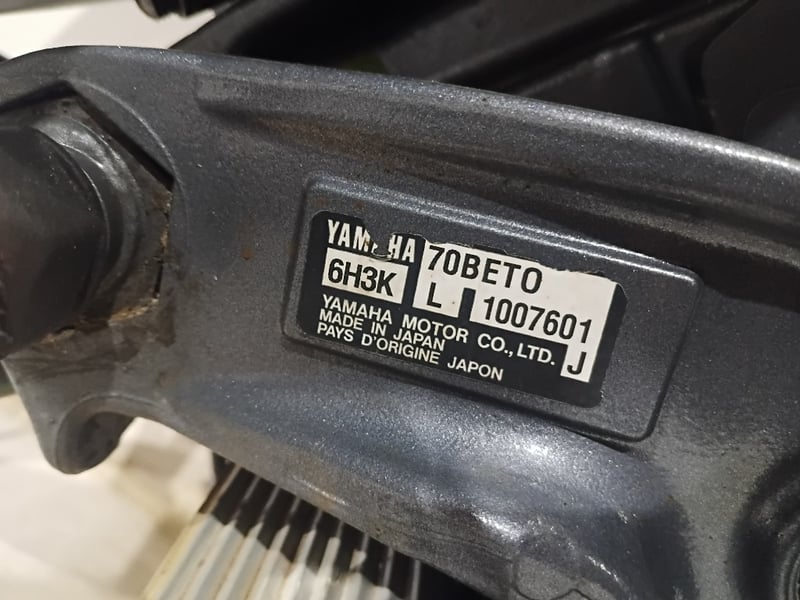 YAMAHA 70BETO
6H3K L 1007601
YAMAHA MOTOR CO., LTD. J
MADE IN JAPAN
PAYS D'ORIGINE JAPON